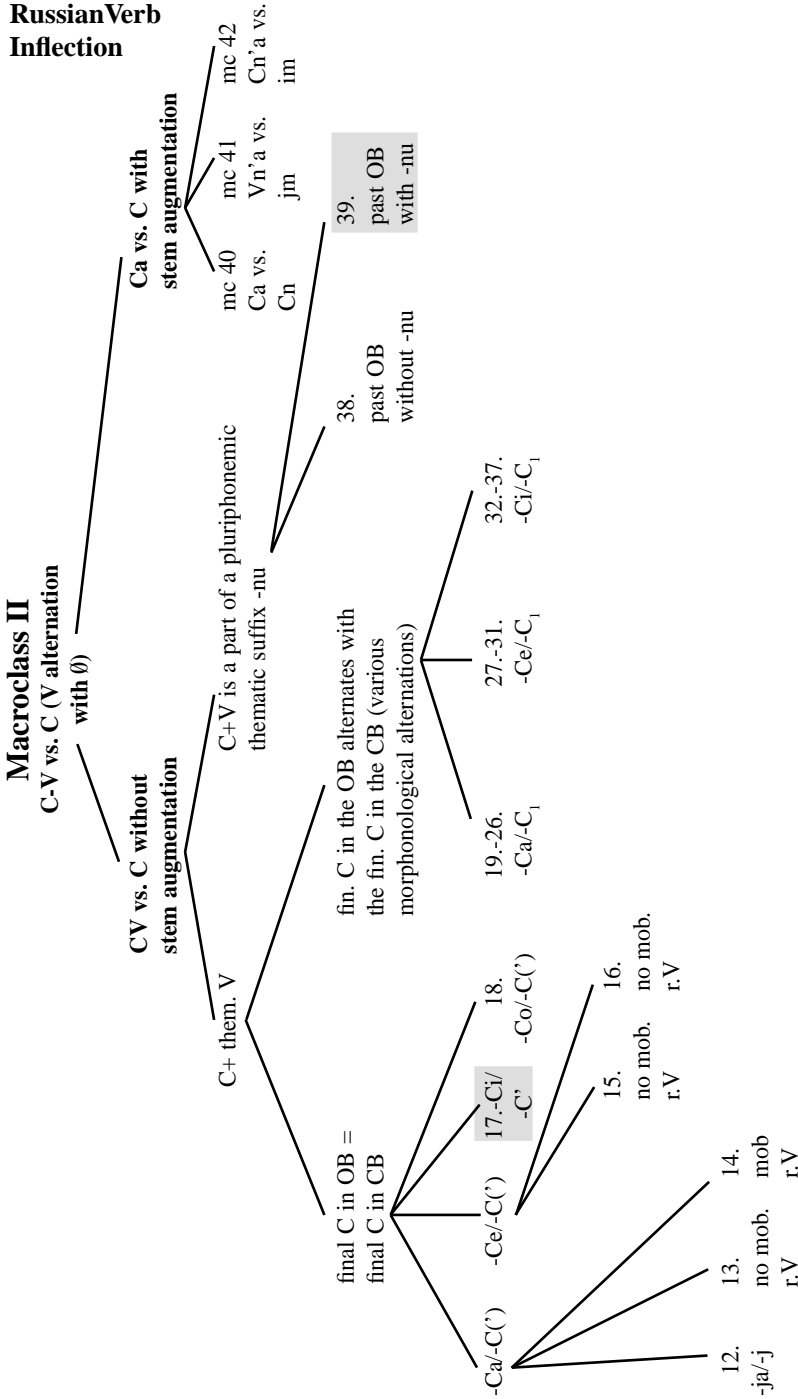 RussianVerb
Inflection
Macroclass II
C-V vs. C (V alternation
with Ø)
CV vs. C without
stem augmentation
Ca vs. C with
stem augmentation
C+ them. V
C+V is a part of a pluriphonemic
thematic suffix -nu
mc 40
Ca vs.
Cn
mc 41
Vn'a vs.
jm
mc 42
Cn'a vs.
im
final C in OB =
final C in CB
fin. C in the OB alternates with
the fin. C in the CB (various
morphonological alternations)
38.
past OB
without -nu
39.
past OB
with -nu
-Ca/-C(')
-Ce/-C(')
17.-Ci/
-C'
18.
-Co/-C(')
19.-26.
-Ca/-C₁
27.-31.
-Ce/-C₁
32.-37.
-Ci/-C₁
15.
no mob.
r.V
16.
no mob.
r.V
12.
-ja/-j
13.
no mob.
r.V
14.
mob
r.V